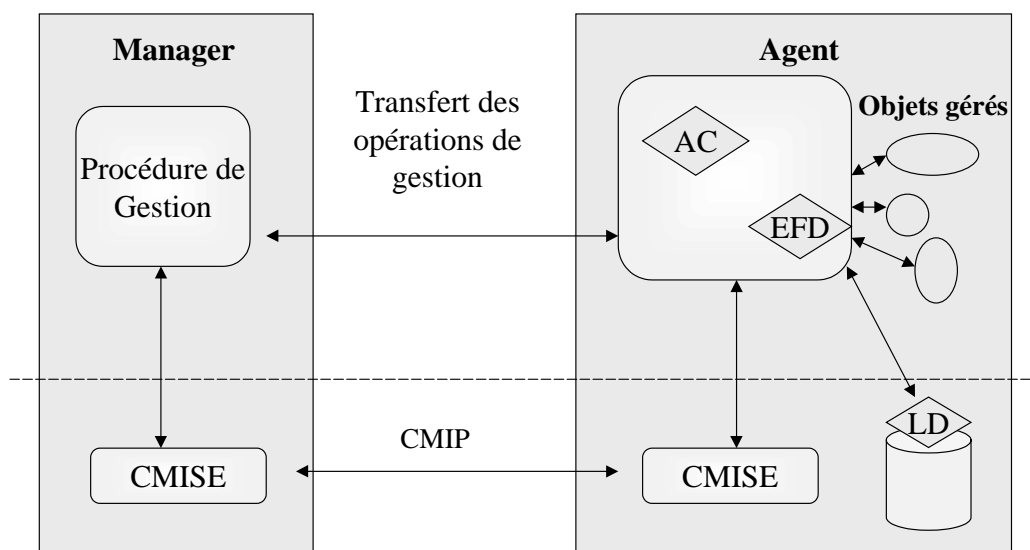 Manager
Agent
Transfert des
opérations de
gestion
Objets gérés
AC
Procédure de
Gestion
EFD
LD
CMIP
CMISE
CMISE